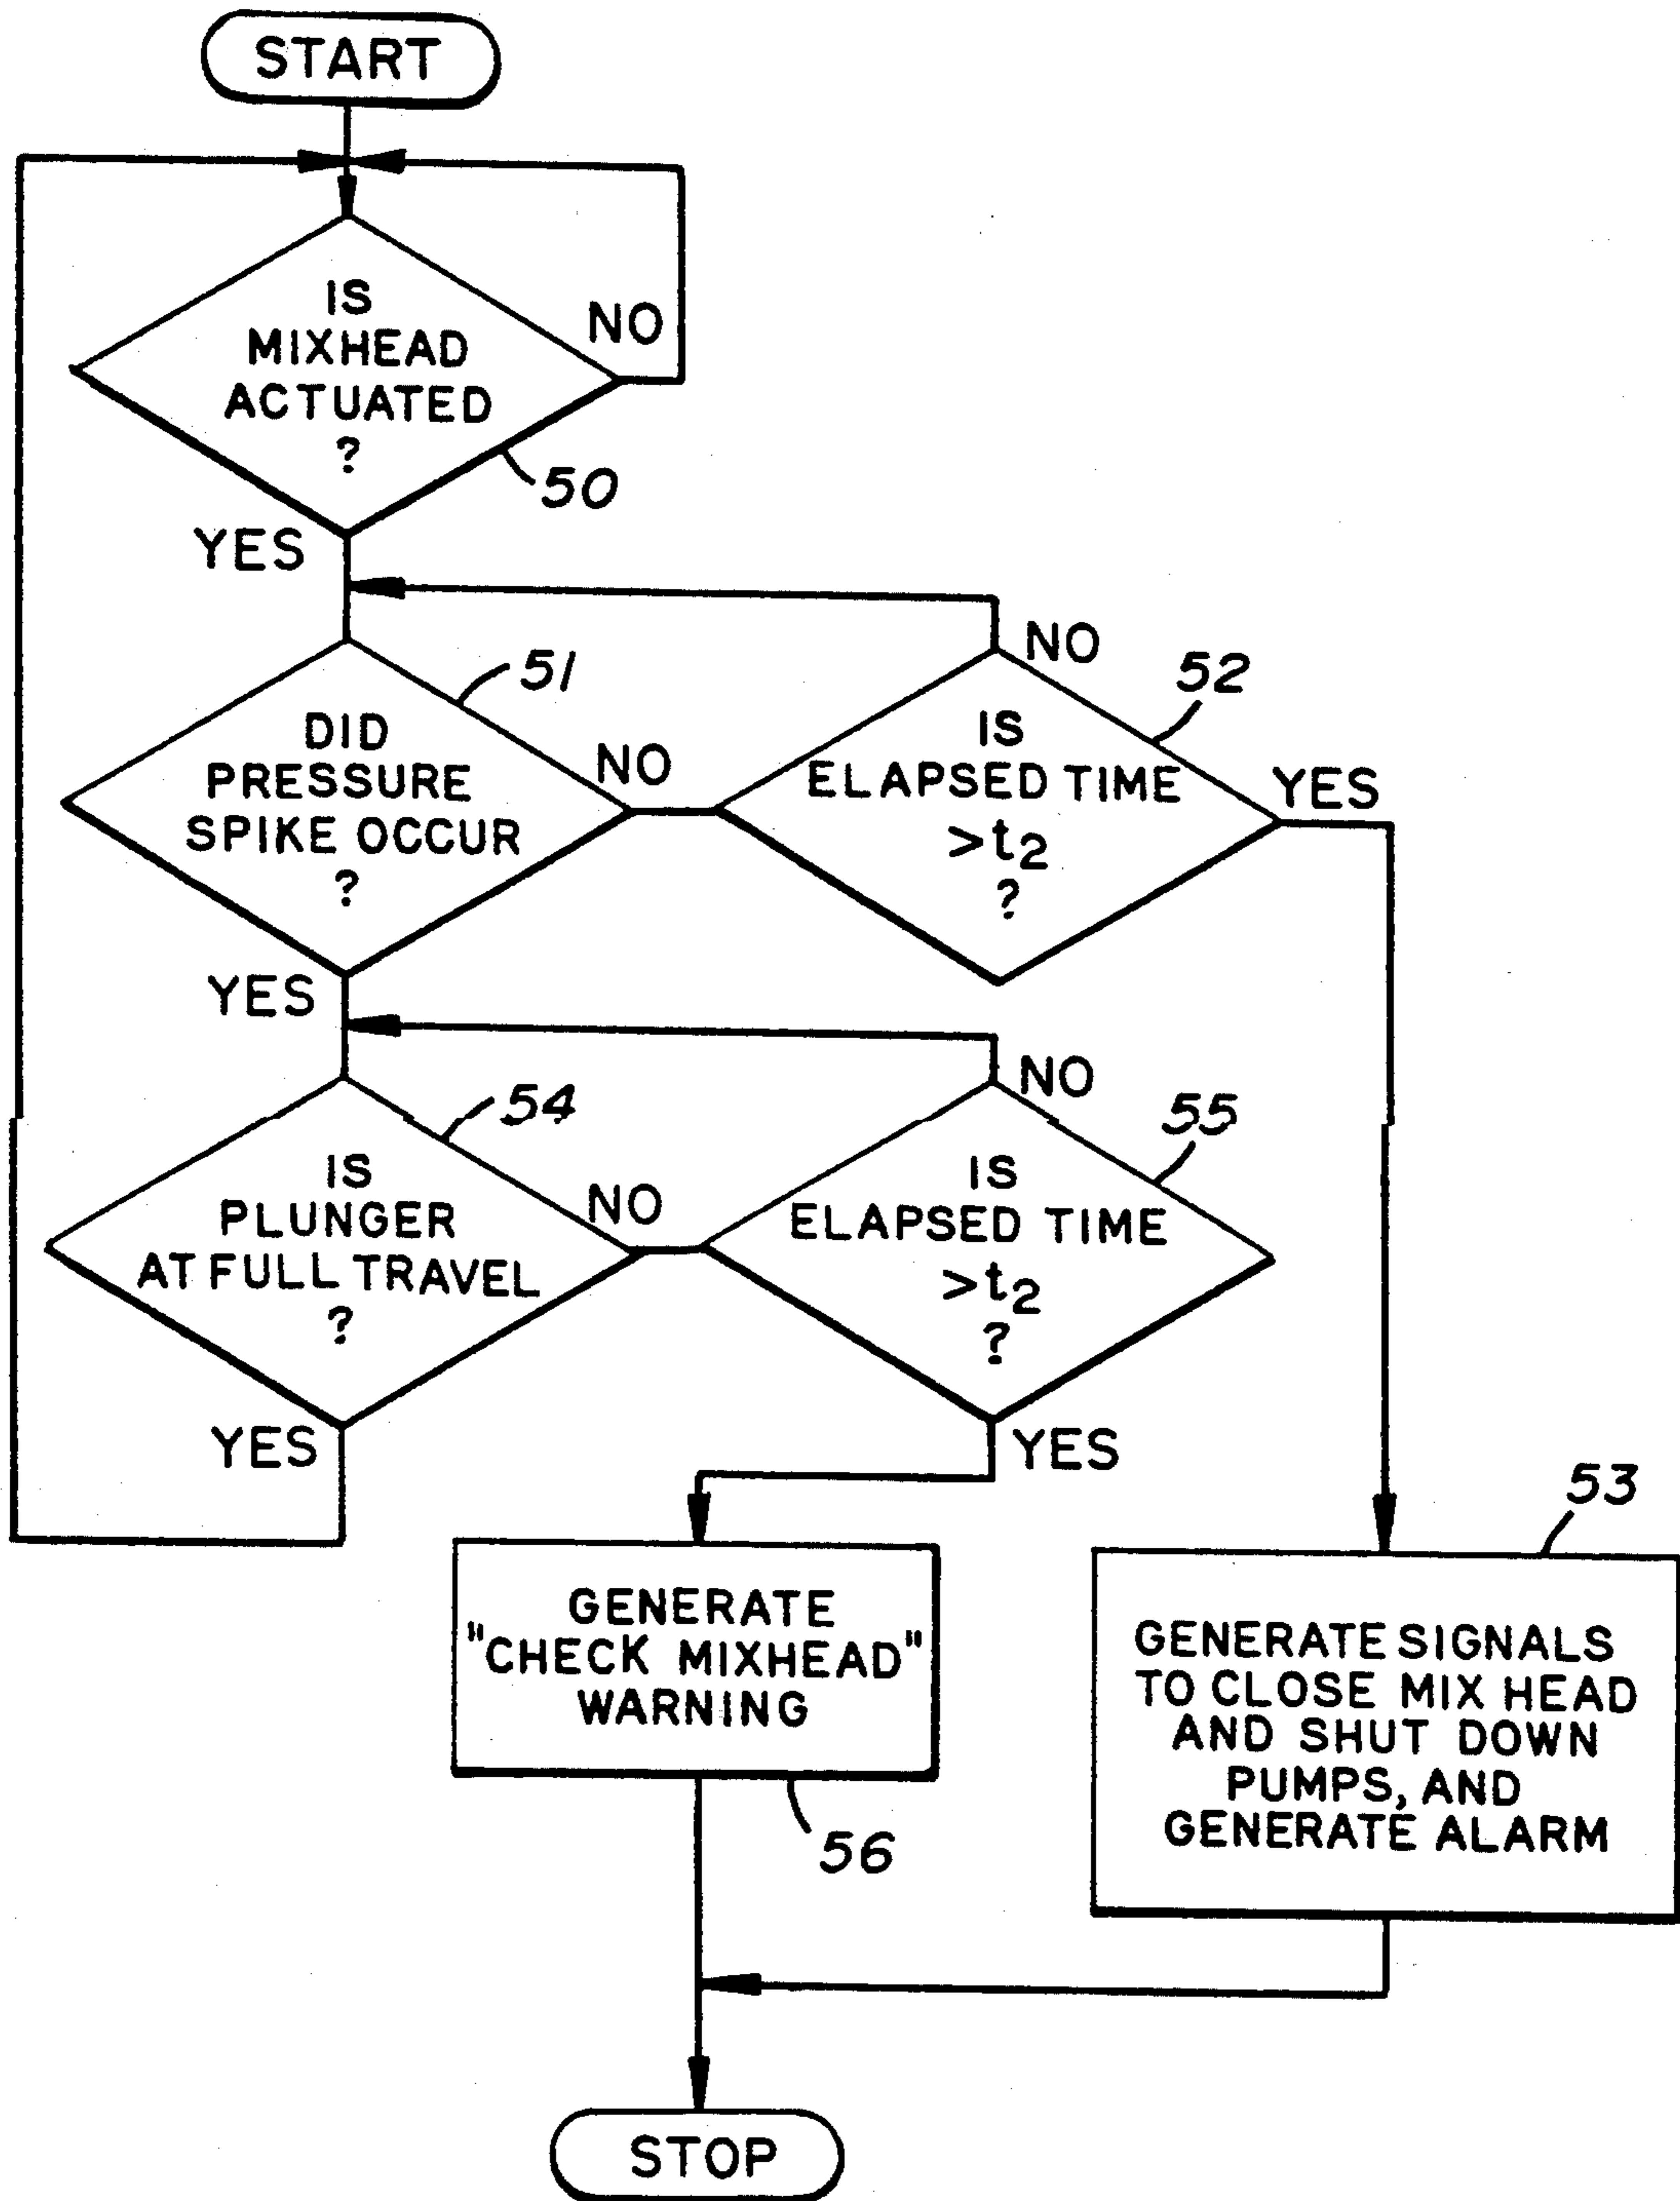 START
IS
MIXHEAD
ACTUATED
?
NO
50
YES
DID
PRESSURE
SPIKE OCCUR
?
51
NO
IS
ELAPSED TIME
>t2
?
NO
52
YES
YES
IS
PLUNGER
AT FULL TRAVEL
?
54
NO
IS
ELAPSED TIME
>t2
?
NO
55
YES
YES
GENERATE
"CHECK MIXHEAD"
WARNING
56
53
GENERATE SIGNALS
TO CLOSE MIX HEAD
AND SHUT DOWN
PUMPS, AND
GENERATE ALARM
STOP